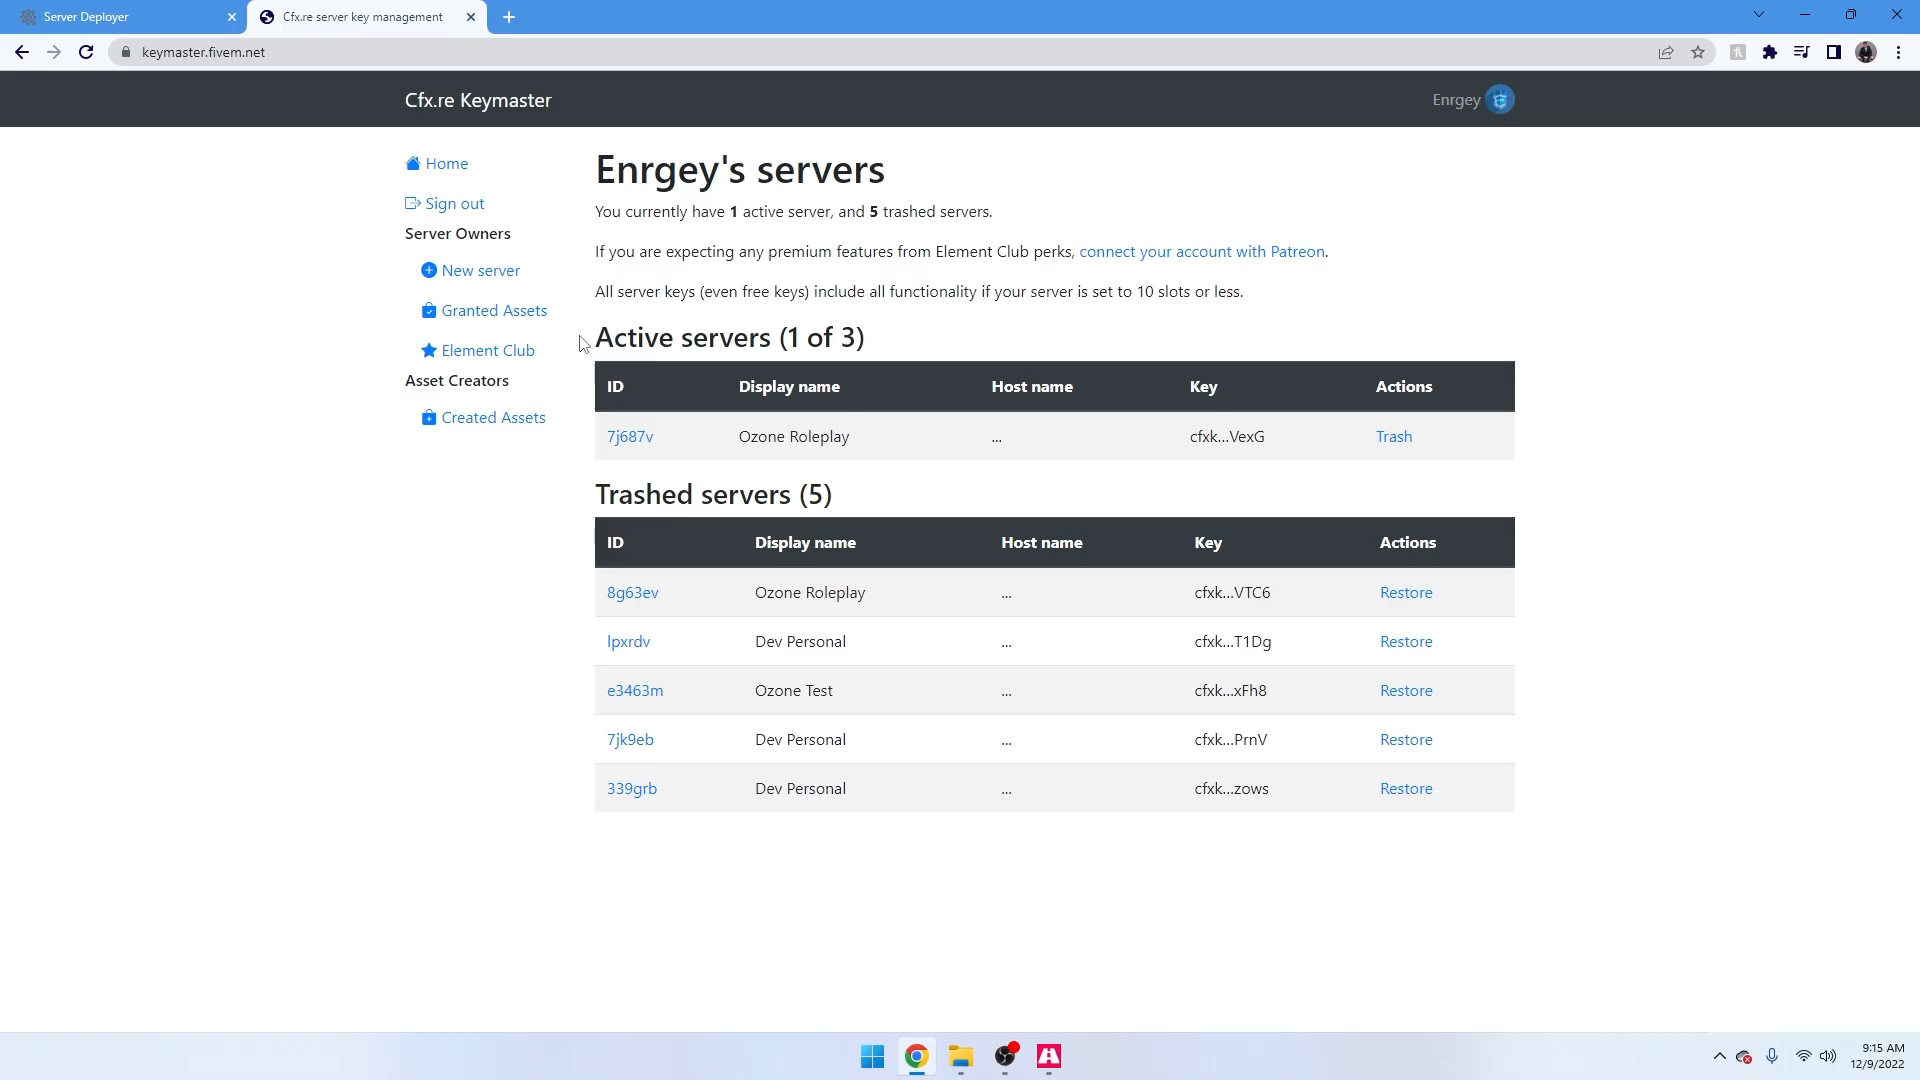 Server Deployer
Cfx.re server key management
keymaster.fivem.net
Cfx.re Keymaster
Enrgey
Home
Sign out
Server Owners
New server
Granted Assets
Element Club
Asset Creators
Created Assets
Enrgey's servers
You currently have 1 active server, and 5 trashed servers.
If you are expecting any premium features from Element Club perks, connect your account with Patreon.
All server keys (even free keys) include all functionality if your server is set to 10 slots or less.
Active servers (1 of 3)
ID Display name Host name Key Actions
7j687v Ozone Roleplay ... cfxk...VexG Trash
Trashed servers (5)
ID Display name Host name Key Actions
8g63ev Ozone Roleplay ... cfxk...VTC6 Restore
lpxrdv Dev Personal ... cfxk...T1Dg Restore
e3463m Ozone Test ... cfxk...xFh8 Restore
7jk9eb Dev Personal ... cfxk...PrnV Restore
339grb Dev Personal ... cfxk...zows Restore
9:15 AM
12/9/2022